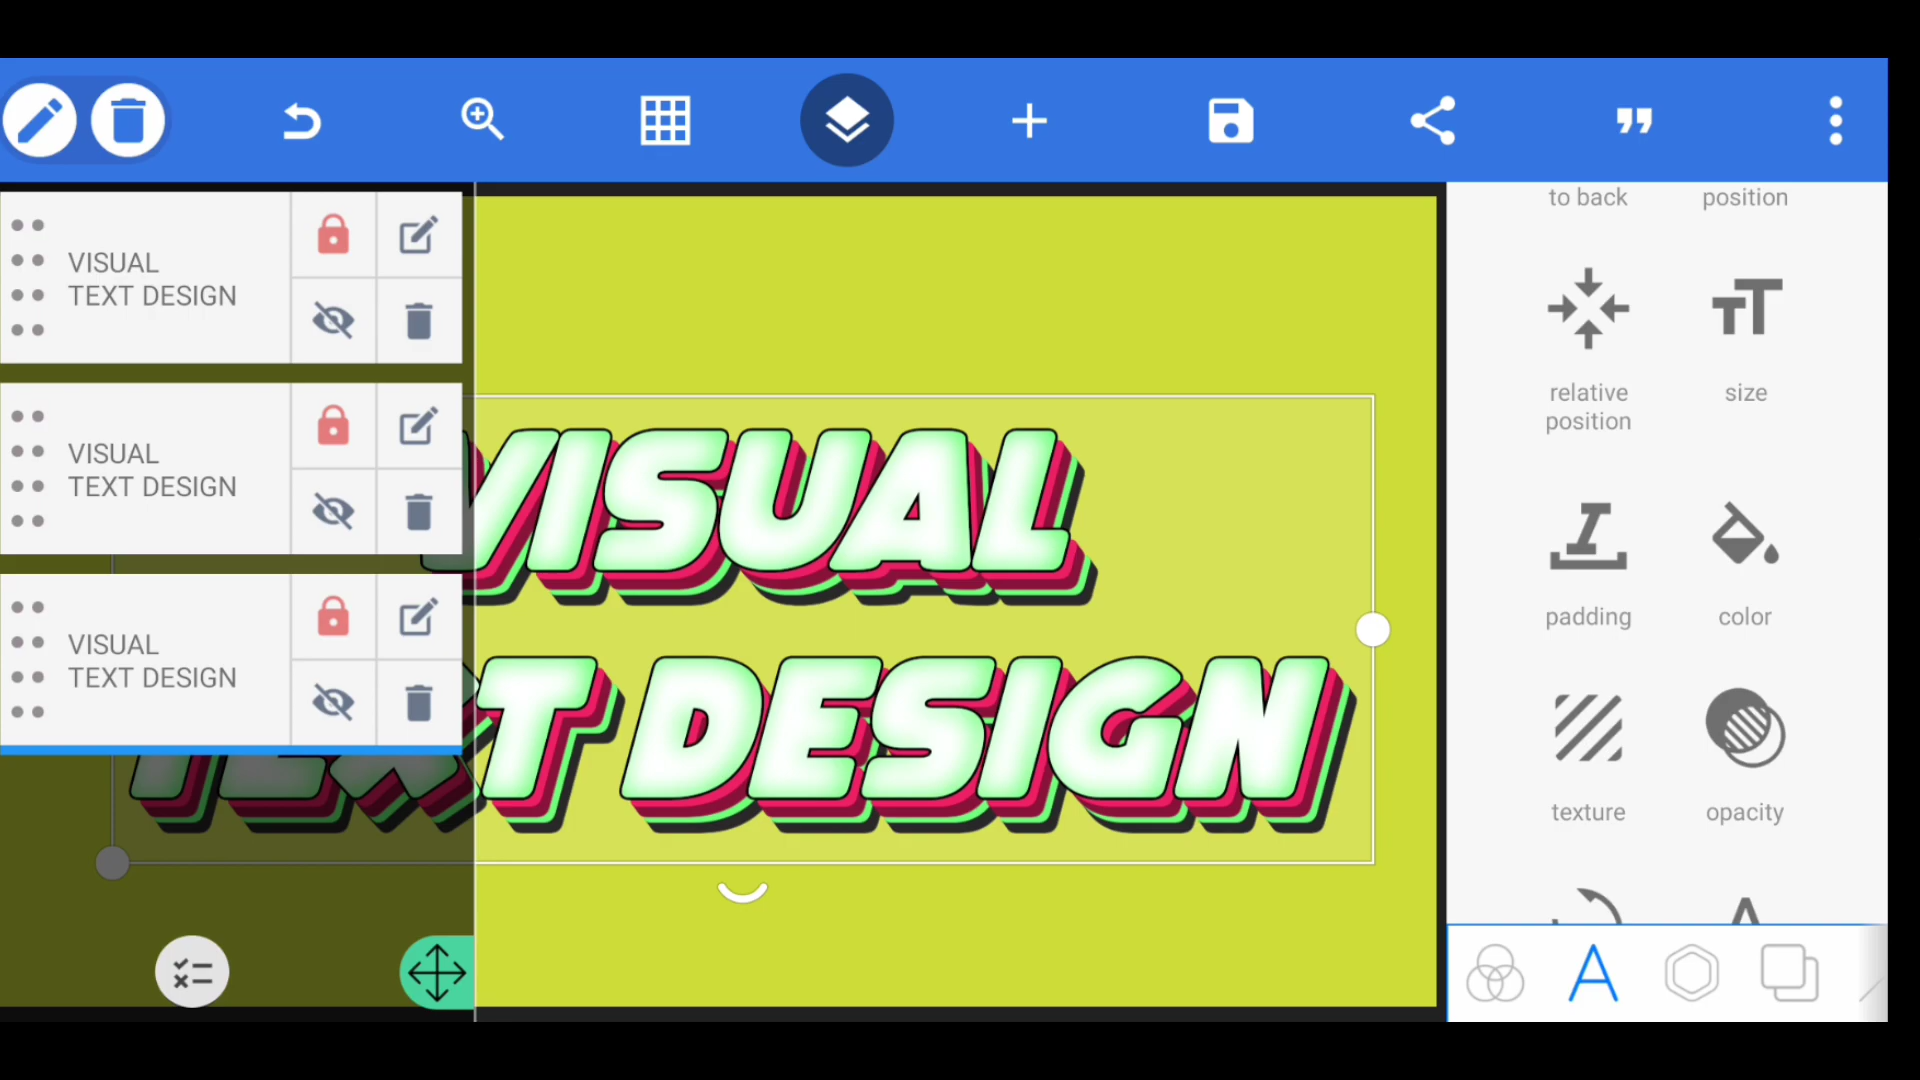 VISUAL
TEXT DESIGN
VISUAL
TEXT DESIGN
VISUAL
TEXT DESIGN
VISUAL
TEXT DESIGN
to back
position
relative
position
size
padding
color
texture
opacity